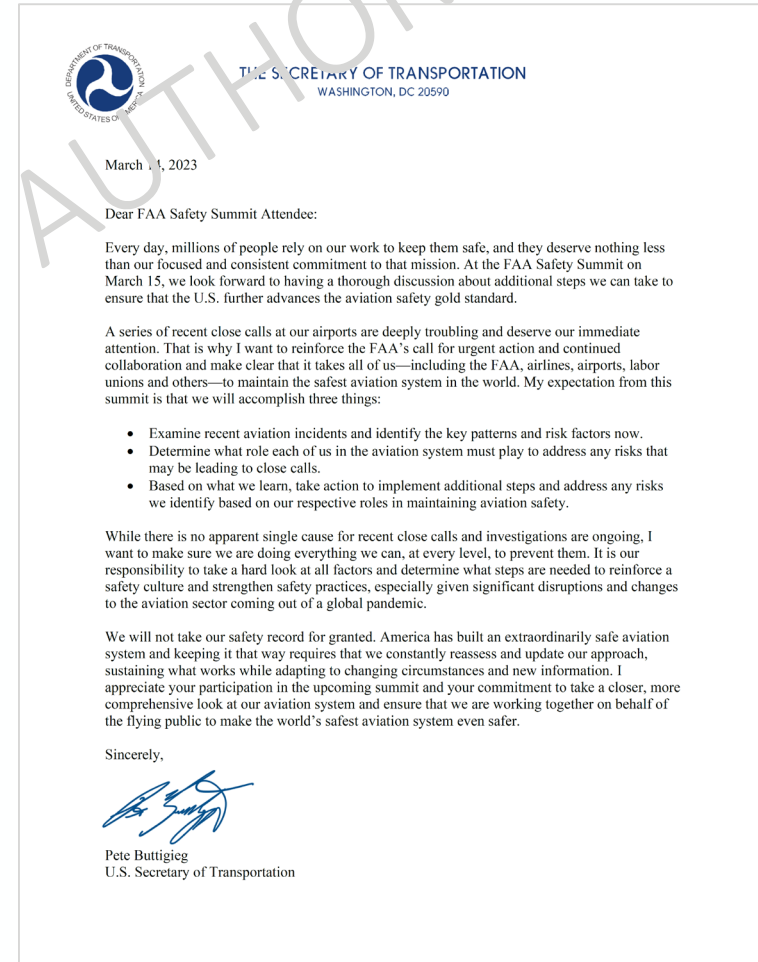 AUTHO
DEPARTMENT OF TRANSPORTATION
UNITED STATES OF AMERICA
THE SECRETARY OF TRANSPORTATION
WASHINGTON, DC 20590
March 14, 2023
Dear FAA Safety Summit Attendee:
Every day, millions of people rely on our work to keep them safe, and they deserve nothing less
than our focused and consistent commitment to that mission. At the FAA Safety Summit on
March 15, we look forward to having a thorough discussion about additional steps we can take to
ensure that the U.S. further advances the aviation safety gold standard.
A series of recent close calls at our airports are deeply troubling and deserve our immediate
attention. That is why I want to reinforce the FAA’s call for urgent action and continued
collaboration and make clear that it takes all of us—including the FAA, airlines, airports, labor
unions and others—to maintain the safest aviation system in the world. My expectation from this
summit is that we will accomplish three things:
• Examine recent aviation incidents and identify the key patterns and risk factors now.
• Determine what role each of us in the aviation system must play to address any risks that
may be leading to close calls.
• Based on what we learn, take action to implement additional steps and address any risks
we identify based on our respective roles in maintaining aviation safety.
While there is no apparent single cause for recent close calls and investigations are ongoing, I
want to make sure we are doing everything we can, at every level, to prevent them. It is our
responsibility to take a hard look at all factors and determine what steps are needed to reinforce a
safety culture and strengthen safety practices, especially given significant disruptions and changes
to the aviation sector coming out of a global pandemic.
We will not take our safety record for granted. America has built an extraordinarily safe aviation
system and keeping it that way requires that we constantly reassess and update our approach,
sustaining what works while adapting to changing circumstances and new information. I
appreciate your participation in the upcoming summit and your commitment to take a closer, more
comprehensive look at our aviation system and ensure that we are working together on behalf of
the flying public to make the world’s safest aviation system even safer.
Sincerely,
Pete Buttigieg
U.S. Secretary of Transportation